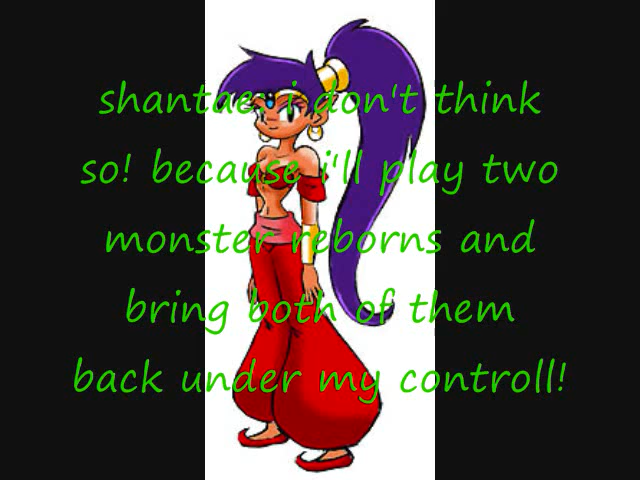 shantae: i don't think
so! because i'll play two
monster reborns and
bring both of them
back under my controll!